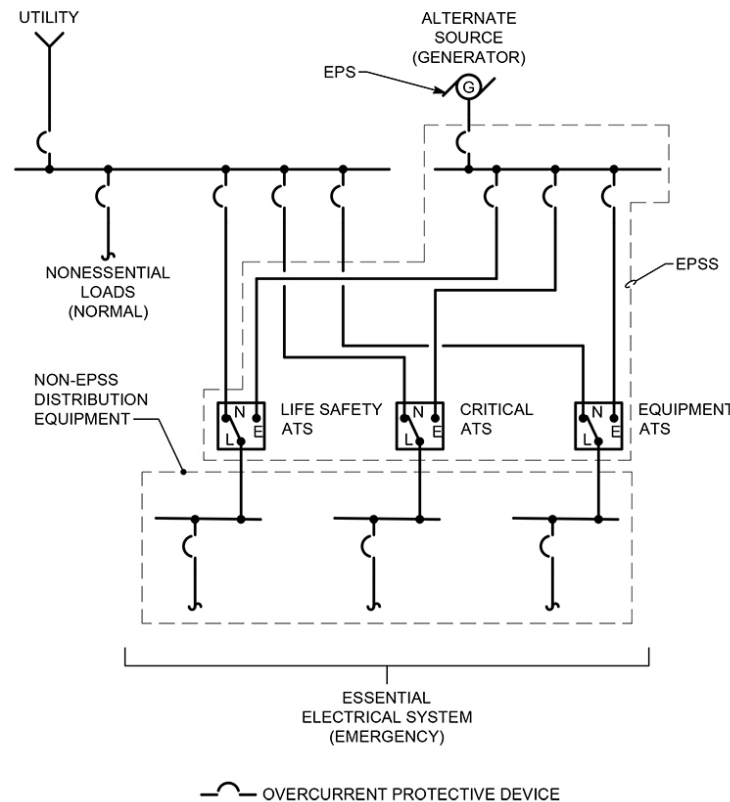 UTILITY
ALTERNATE
SOURCE
(GENERATOR)
EPS
G
NONESSENTIAL
LOADS
(NORMAL)
EPSS
NON-EPSS
DISTRIBUTION
EQUIPMENT
N
E
L
LIFE SAFETY
ATS
N
E
L
CRITICAL
ATS
N
E
L
EQUIPMENT
ATS
ESSENTIAL
ELECTRICAL SYSTEM
(EMERGENCY)
OVERCURRENT PROTECTIVE DEVICE